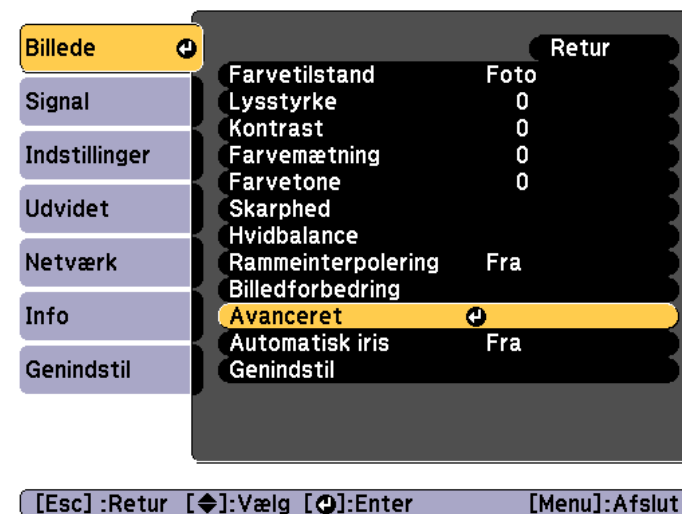 Billede
Signal
Indstillinger
Udvidet
Netværk
Info
Genindstil
Retur
Farvetilstand Foto
Lysstyrke 0
Kontrast 0
Farvemætning 0
Farvetone 0
Skarphed
Hvidbalance
Rammeinterpolering Fra
Billedforbedring
Avanceret
Automatisk iris Fra
Genindstil
[Esc] :Retur [◆]:Vælg [↵]:Enter [Menu]:Afslut